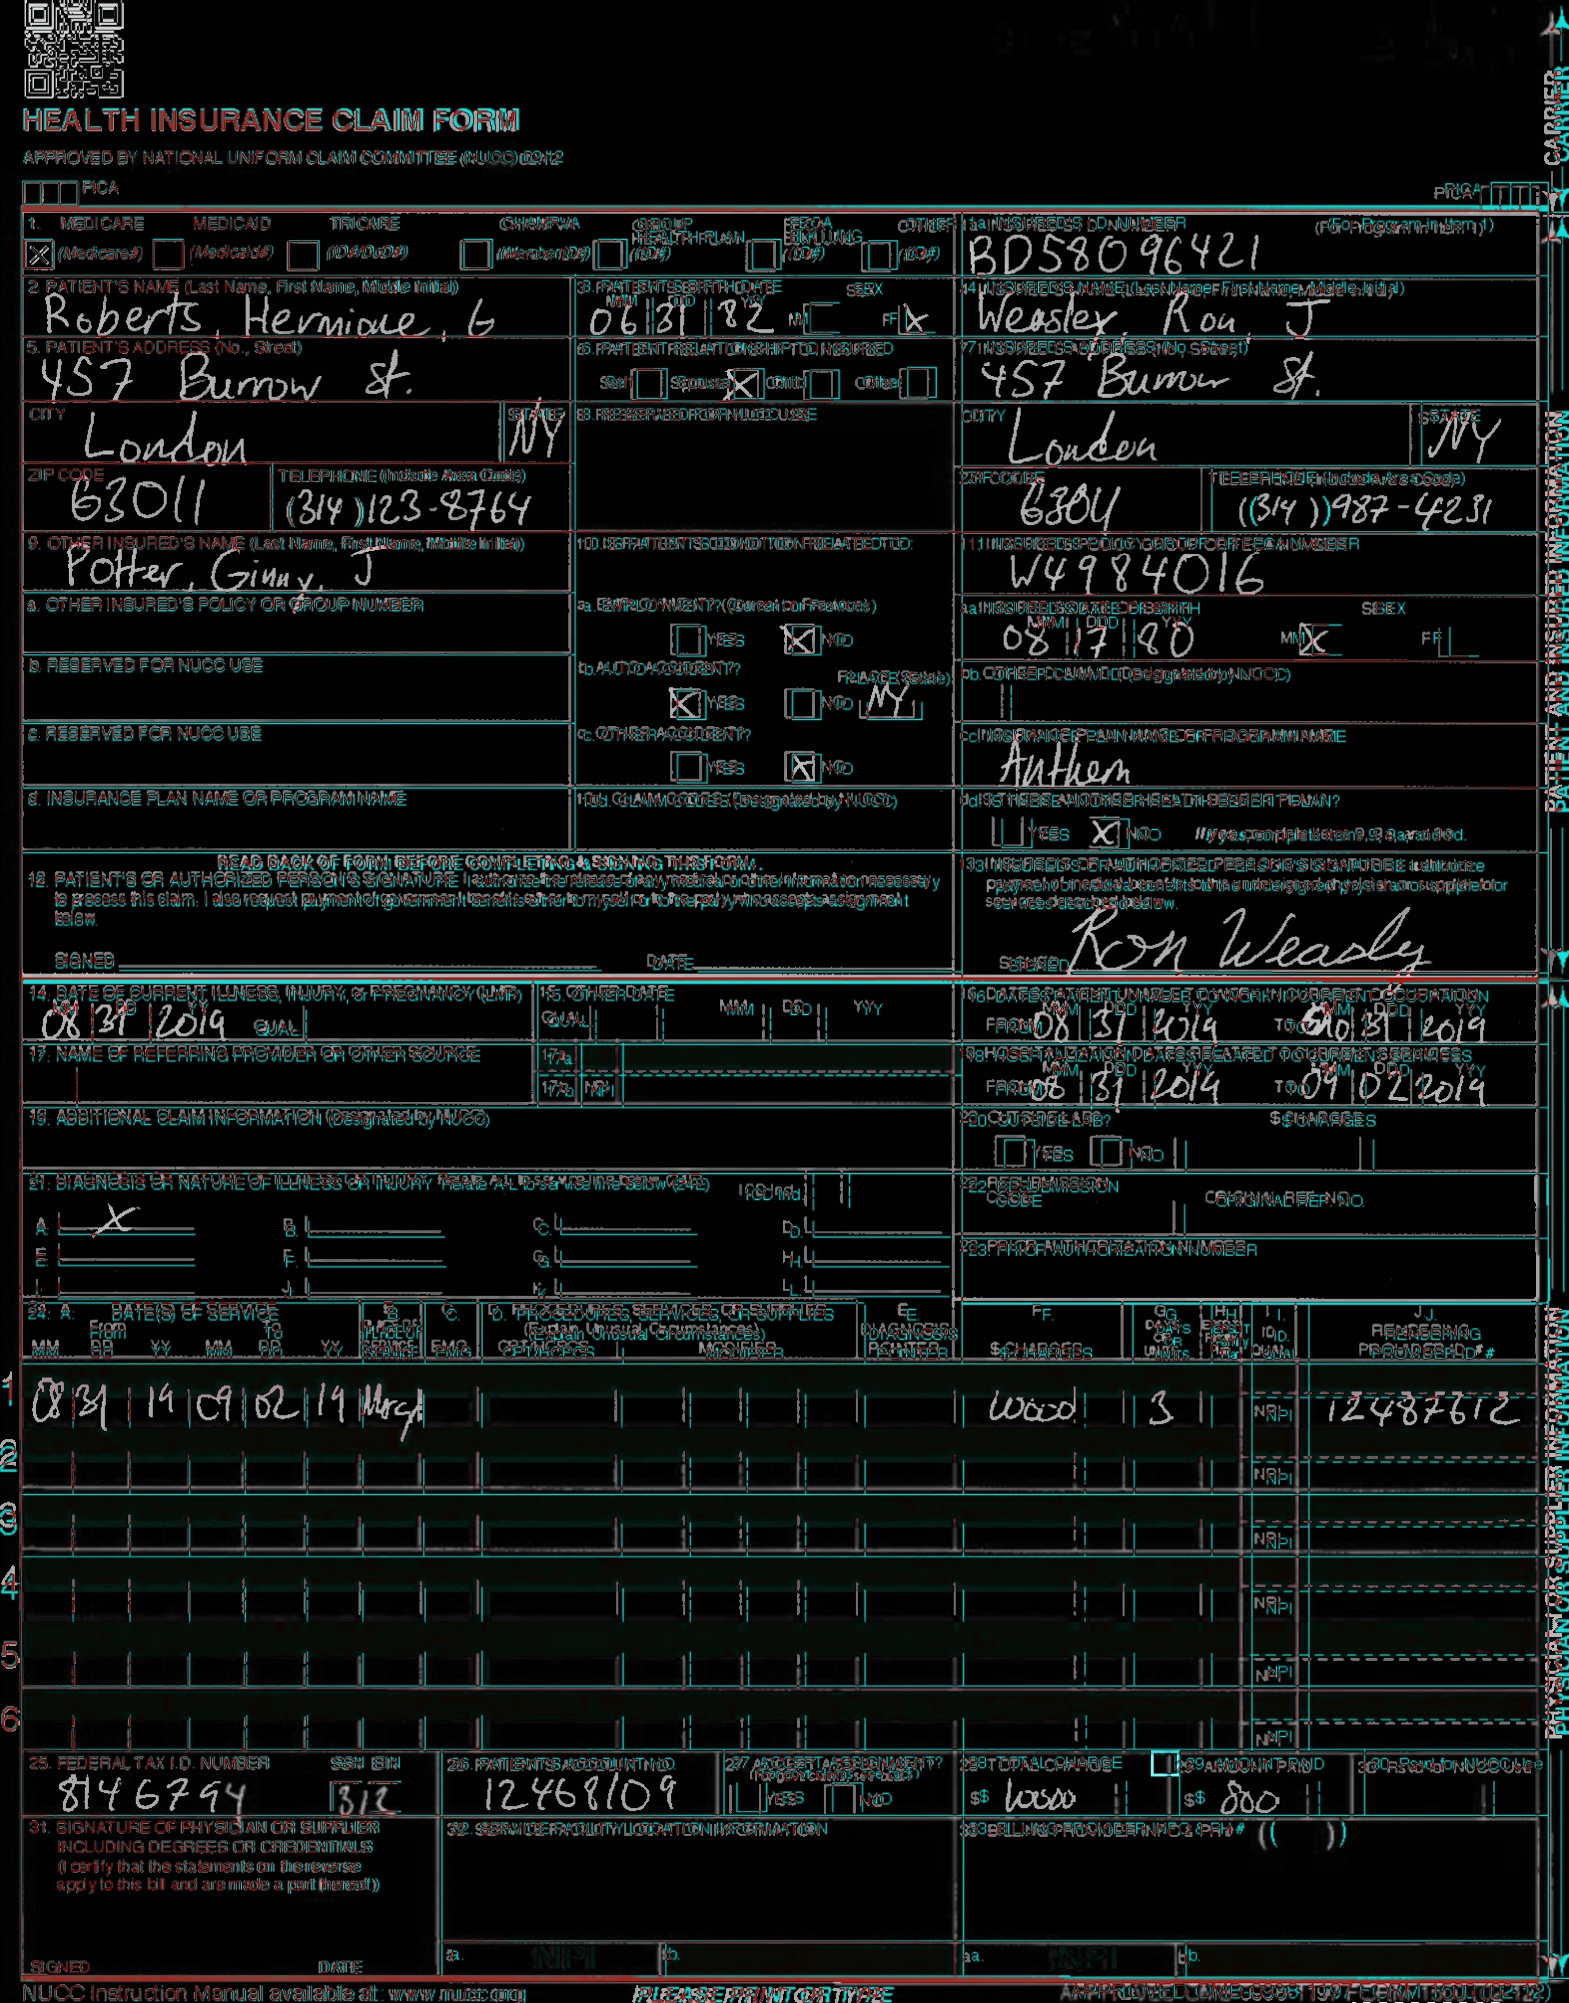 HEALTH INSURANCE CLAIM FORM
APPROVED BY NATIONAL UNIFORM CLAIM COMMITTEE (NUCC) 02/12
PICA PICA
CARRIER
1. MEDICARE MEDICAID TRICARE CHAMPVA GROUP HEALTH PLAN FECA BLK LUNG OTHER
(Medicare#) (Medicaid#) (ID#/DoD#) (Member ID#) (ID#) (ID#) (ID#)
1a. INSURED'S I.D. NUMBER (For Program in Item 1)
BD58096421
2. PATIENT'S NAME (Last Name, First Name, Middle Initial)
Roberts, Hermione, G
3. PATIENT'S BIRTH DATE SEX
MM DD YY
06 31 82 M F X
4. INSURED'S NAME (Last Name, First Name, Middle Initial)
Weasley, Ron, J
5. PATIENT'S ADDRESS (No., Street)
457 Burrow St.
6. PATIENT RELATIONSHIP TO INSURED
Self Spouse X Child Other
7. INSURED'S ADDRESS (No., Street)
457 Burrow St.
CITY STATE
London NY
8. RESERVED FOR NUCC USE
CITY STATE
London NY
ZIP CODE TELEPHONE (Include Area Code)
63011 (314) 123-8764
ZIP CODE TELEPHONE (Include Area Code)
(314) 987-4231
9. OTHER INSURED'S NAME (Last Name, First Name, Middle Initial)
Potter, Ginny, J
10. IS PATIENT'S CONDITION RELATED TO:
11. INSURED'S POLICY GROUP OR FECA NUMBER
W4984016
a. OTHER INSURED'S POLICY OR GROUP NUMBER
a. EMPLOYMENT? (Current or Previous)
YES X NO
a. INSURED'S DATE OF BIRTH SEX
MM DD YY
08 17 80 M X F
b. RESERVED FOR NUCC USE
b. AUTO ACCIDENT? PLACE (State)
X YES NO NY
b. OTHER CLAIM ID (Designated by NUCC)
c. RESERVED FOR NUCC USE
c. OTHER ACCIDENT?
YES X NO
c. INSURANCE PLAN NAME OR PROGRAM NAME
Anthem
d. INSURANCE PLAN NAME OR PROGRAM NAME
10d. CLAIM CODES (Designated by NUCC)
d. IS THERE ANOTHER HEALTH BENEFIT PLAN?
YES X NO If yes, complete items 9, 9a, and 9d.
PATIENT AND INSURED INFORMATION
READ BACK OF FORM BEFORE COMPLETING & SIGNING THIS FORM.
12. PATIENT'S OR AUTHORIZED PERSON'S SIGNATURE I authorize the release of any medical or other information necessary
to process this claim. I also request payment of government benefits either to myself or to the party who accepts assignment
below.
SIGNED DATE
13. INSURED'S OR AUTHORIZED PERSON'S SIGNATURE I authorize
payment of medical benefits to the undersigned physician or supplier for
services described below.
SIGNED Ron Weasly
14. DATE OF CURRENT ILLNESS, INJURY, or PREGNANCY (LMP)
MM DD YY
08 31 2019 QUAL.
15. OTHER DATE
QUAL. MM DD YY
16. DATES PATIENT UNABLE TO WORK IN CURRENT OCCUPATION
MM DD YY MM DD YY
FROM 08 31 2019 TO 31 2019
17. NAME OF REFERRING PROVIDER OR OTHER SOURCE
17a.
17b. NPI
18. HOSPITALIZATION DATES RELATED TO CURRENT SERVICES
MM DD YY MM DD YY
FROM 08 31 2019 TO 09 02 2019
19. ADDITIONAL CLAIM INFORMATION (Designated by NUCC)
20. OUTSIDE LAB? $ CHARGES
YES NO
21. DIAGNOSIS OR NATURE OF ILLNESS OR INJURY Relate A-L to service line below (24E) ICD Ind.
A. X B. C. D.
E. F. G. H.
I. J. K. L.
22. RESUBMISSION CODE ORIGINAL REF. NO.
23. PRIOR AUTHORIZATION NUMBER
24. A. DATE(S) OF SERVICE B. PLACE OF SERVICE C. EMG D. PROCEDURES, SERVICES, OR SUPPLIES E. DIAGNOSIS POINTER
From To (Explain Unusual Circumstances)
MM DD YY MM DD YY CPT/HCPCS MODIFIER
F. $ CHARGES G. DAYS OR UNITS H. I. ID. QUAL. J. RENDERING PROVIDER ID. #
1 08 31 19 09 02 19 3 NPI 12487612
2 NPI
3 NPI
4 NPI
5 NPI
6 NPI
PHYSICIAN OR SUPPLIER INFORMATION
25. FEDERAL TAX I.D. NUMBER SSN EIN
8146794 312
26. PATIENT'S ACCOUNT NO.
12468109
27. ACCEPT ASSIGNMENT?
(For govt. claims, see back)
YES NO
28. TOTAL CHARGE
$
29. AMOUNT PAID
$ 800
30. Rsvd for NUCC Use
31. SIGNATURE OF PHYSICIAN OR SUPPLIER
INCLUDING DEGREES OR CREDENTIALS
(I certify that the statements on the reverse
apply to this bill and are made a part thereof.)
SIGNED DATE
32. SERVICE FACILITY LOCATION INFORMATION
a. NPI b.
33. BILLING PROVIDER INFO & PH # ( )
a. NPI b.
NUCC Instruction Manual available at: www.nucc.org
PLEASE PRINT OR TYPE